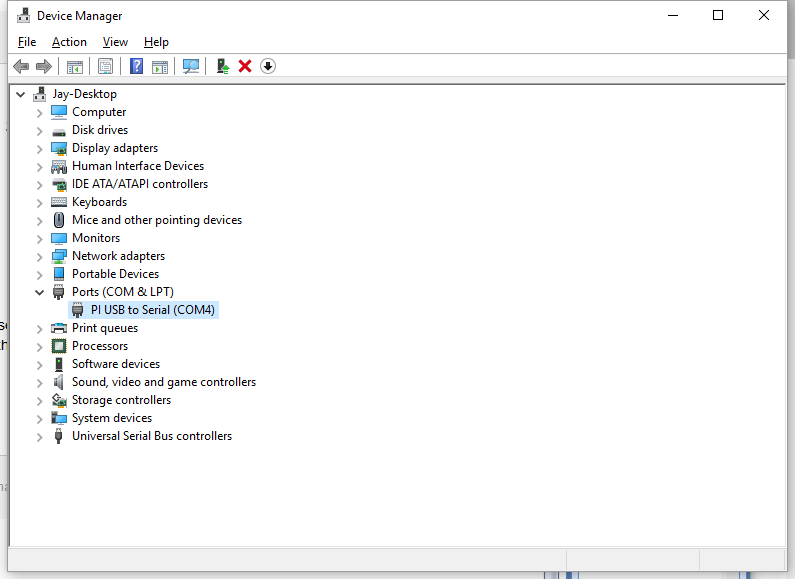 Device Manager
File Action View Help
Jay-Desktop
Computer
Disk drives
Display adapters
Human Interface Devices
IDE ATA/ATAPI controllers
Keyboards
Mice and other pointing devices
Monitors
Network adapters
Portable Devices
Ports (COM & LPT)
PI USB to Serial (COM4)
Print queues
Processors
Software devices
Sound, video and game controllers
Storage controllers
System devices
Universal Serial Bus controllers